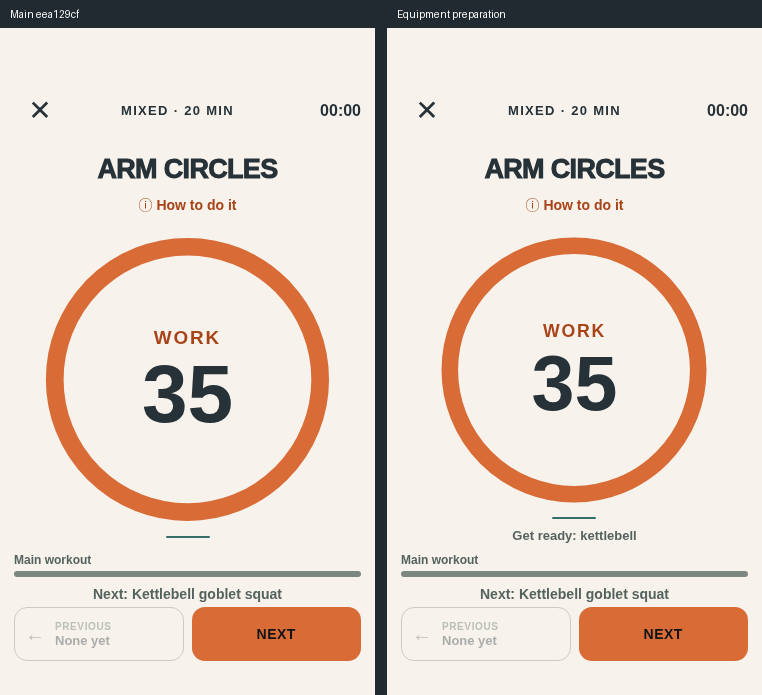 Main eea129cf
MIXED · 20 MIN
00:00
ARM CIRCLES
ⓘ How to do it
WORK
35
Main workout
Next: Kettlebell goblet squat
← PREVIOUS
None yet
NEXT
Equipment preparation
MIXED · 20 MIN
00:00
ARM CIRCLES
ⓘ How to do it
WORK
35
Get ready: kettlebell
Main workout
Next: Kettlebell goblet squat
← PREVIOUS
None yet
NEXT